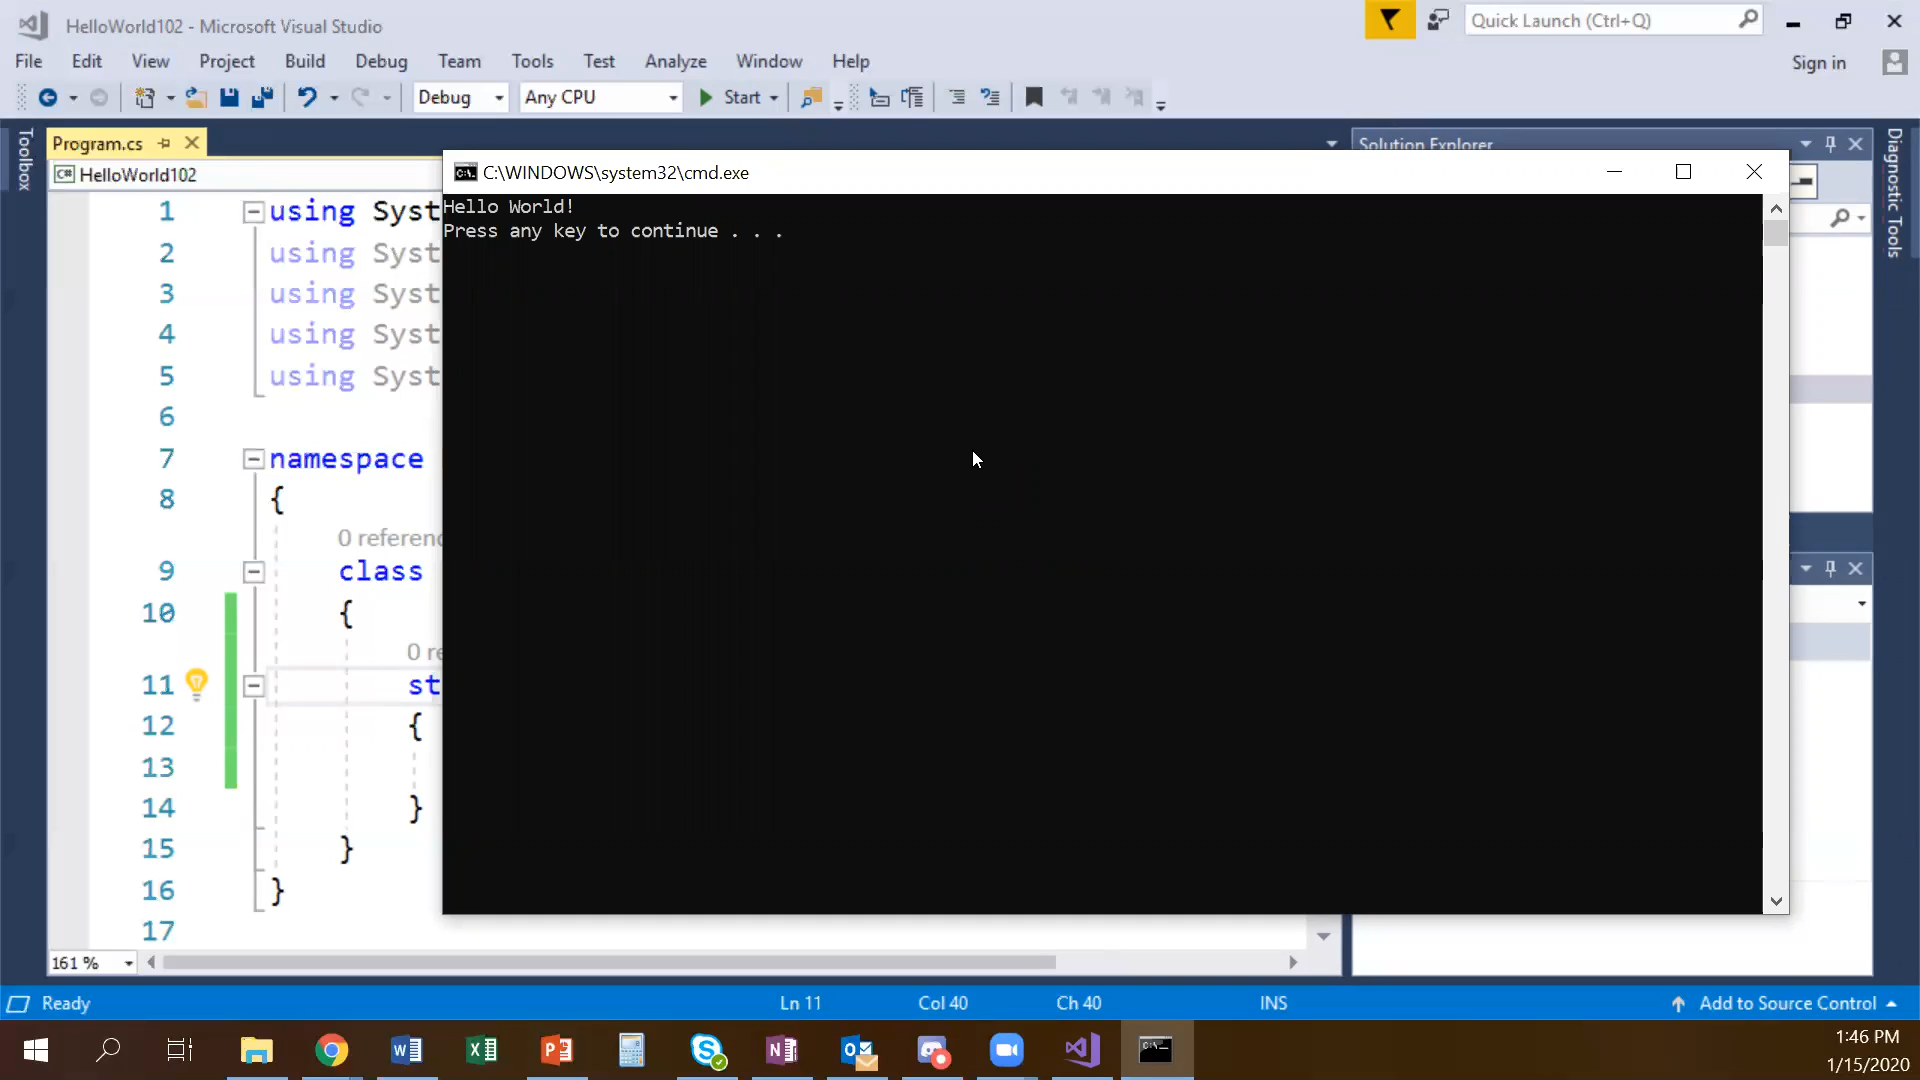 HelloWorld102 - Microsoft Visual Studio
Quick Launch (Ctrl+Q)
File Edit View Project Build Debug Team Tools Test Analyze Window Help
Sign in
Debug Any CPU Start
Toolbox
Program.cs
Solution Explorer
Diagnostic Tools
HelloWorld102
C:\WINDOWS\system32\cmd.exe
Hello World!
Press any key to continue . . .
1 using Syst
2 using Syst
3 using Syst
4 using Syst
5 using Syst
6
7 namespace
8 {
0 referenc
9 class
10 {
0 re
11 st
12 {
13
14 }
15 }
16 }
17
161 %
Ready Ln 11 Col 40 Ch 40 INS Add to Source Control
1:46 PM
1/15/2020